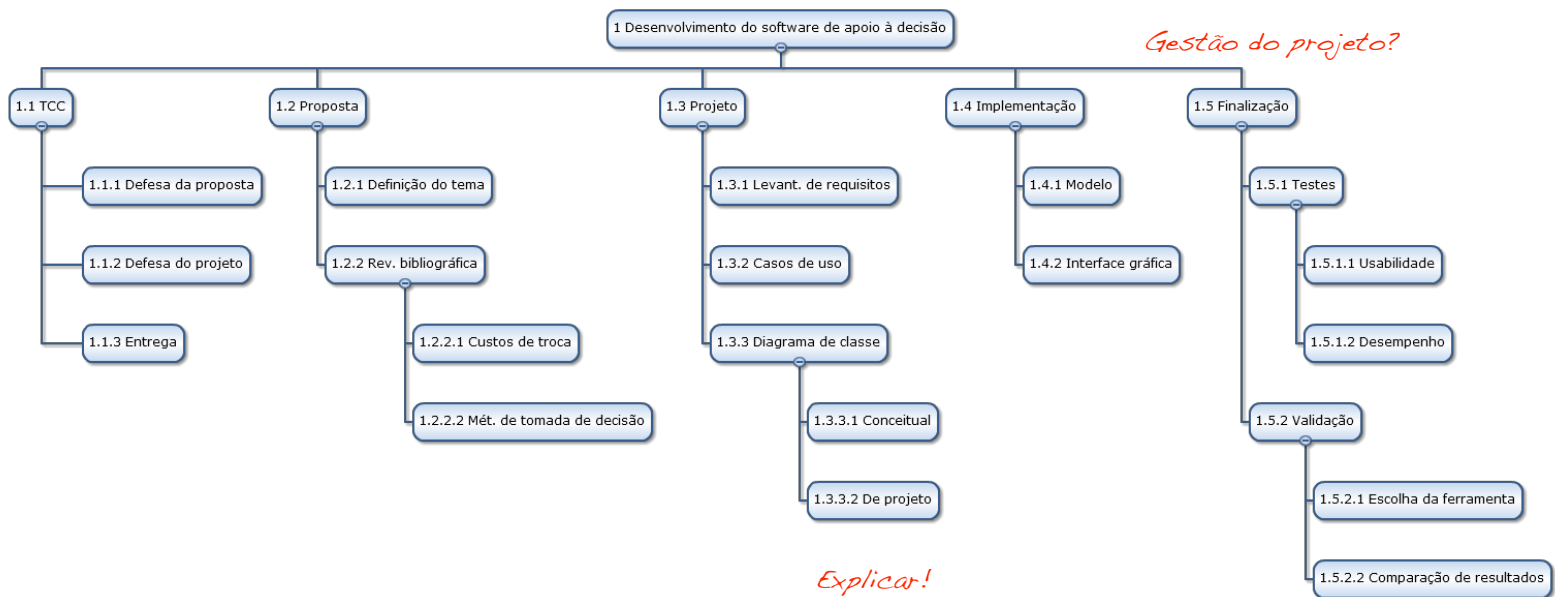 1 Desenvolvimento do software de apoio à decisão
Gestão do projeto?
1.1 TCC
1.1.1 Defesa da proposta
1.1.2 Defesa do projeto
1.1.3 Entrega
1.2 Proposta
1.2.1 Definição do tema
1.2.2 Rev. bibliográfica
1.2.2.1 Custos de troca
1.2.2.2 Mét. de tomada de decisão
1.3 Projeto
1.3.1 Levant. de requisitos
1.3.2 Casos de uso
1.3.3 Diagrama de classe
1.3.3.1 Conceitual
1.3.3.2 De projeto
1.4 Implementação
1.4.1 Modelo
1.4.2 Interface gráfica
1.5 Finalização
1.5.1 Testes
1.5.1.1 Usabilidade
1.5.1.2 Desempenho
1.5.2 Validação
1.5.2.1 Escolha da ferramenta
1.5.2.2 Comparação de resultados
Explicar!